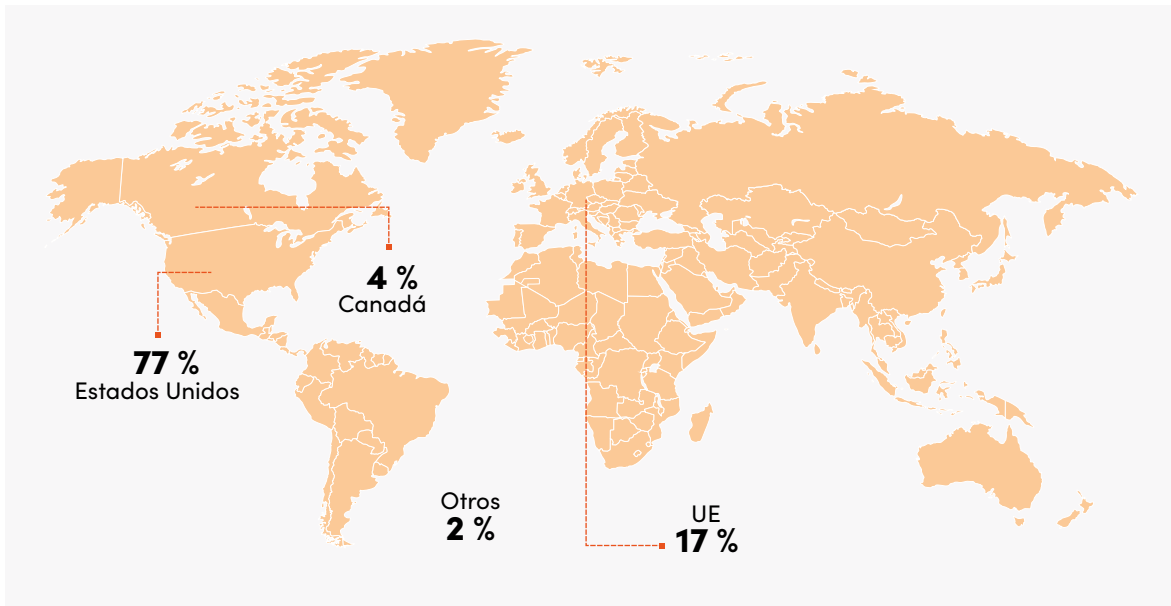 4 %
Canadá
77 %
Estados Unidos
Otros
2 %
UE
17 %